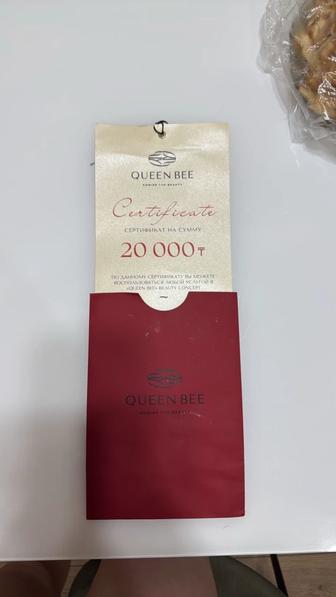 QUEEN BEE
Certificate
СЕРТИФИКАТ НА СУММУ
20 000₸
ПО ДАННОМУ СЕРТИФИКАТУ ВЫ МОЖЕТЕ
ВОСПОЛЬЗОВАТЬСЯ ЛЮБОЙ УСЛУГОЙ В
«QUEEN BEE» BEAUTY CONCEPT
QUEEN BEE